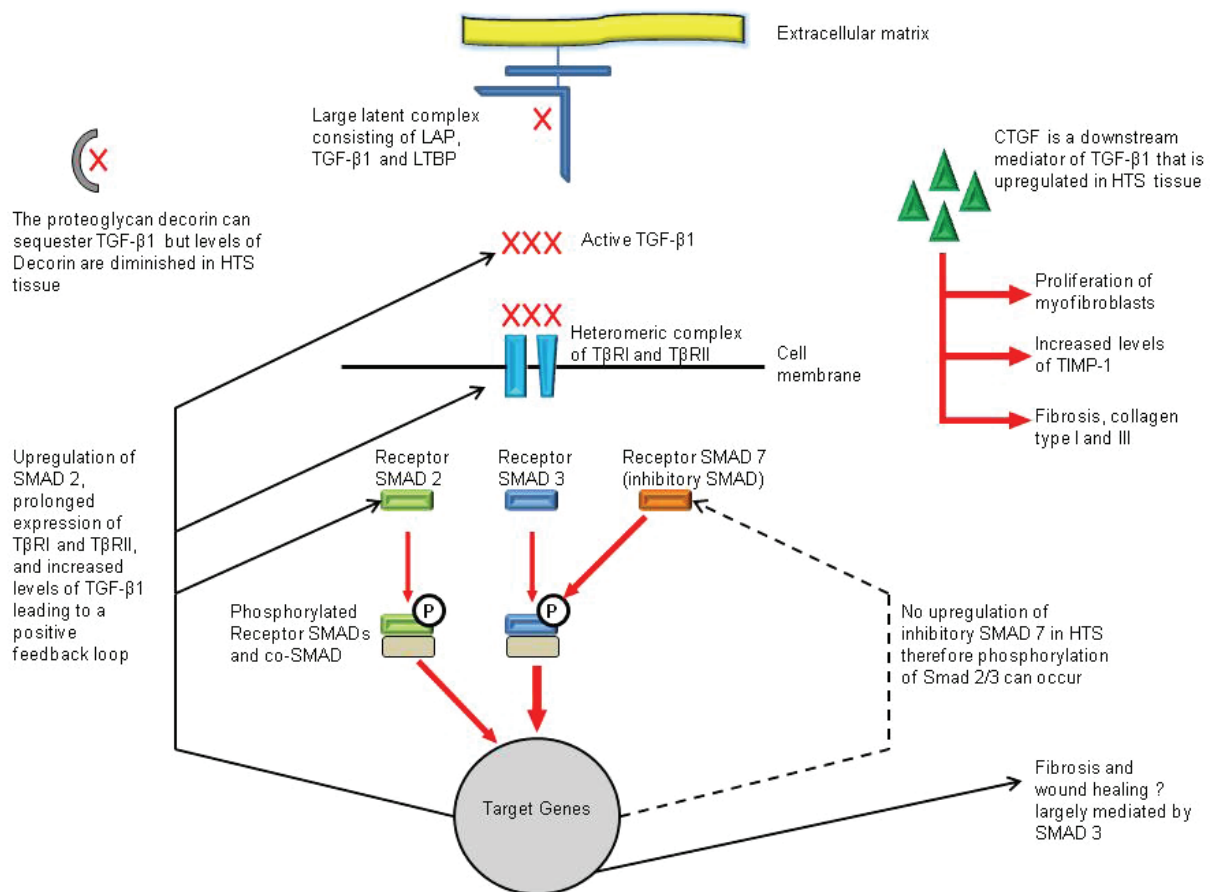 Extracellular matrix
Large latent complex
consisting of LAP,
TGF-β1 and LTBP
CTGF is a downstream
mediator of TGF-β1 that is
upregulated in HTS tissue
The proteoglycan decorin can
sequester TGF-β1 but levels of
Decorin are diminished in HTS
tissue
Active TGF-β1
Proliferation of
myofibroblasts
Heteromeric complex
of TβRI and TβRII
Cell
membrane
Increased levels
of TIMP-1
Fibrosis, collagen
type I and III
Upregulation of
SMAD 2,
prolonged
expression of
TβRI and TβRII,
and increased
levels of TGF-β1
leading to a
positive
feedback loop
Receptor
SMAD 2
Receptor
SMAD 3
Receptor SMAD 7
(inhibitory SMAD)
P
P
Phosphorylated
Receptor SMADs
and co-SMAD
No upregulation of
inhibitory SMAD 7 in HTS
therefore phosphorylation
of Smad 2/3 can occur
Target Genes
Fibrosis and
wound healing ?
largely mediated by
SMAD 3